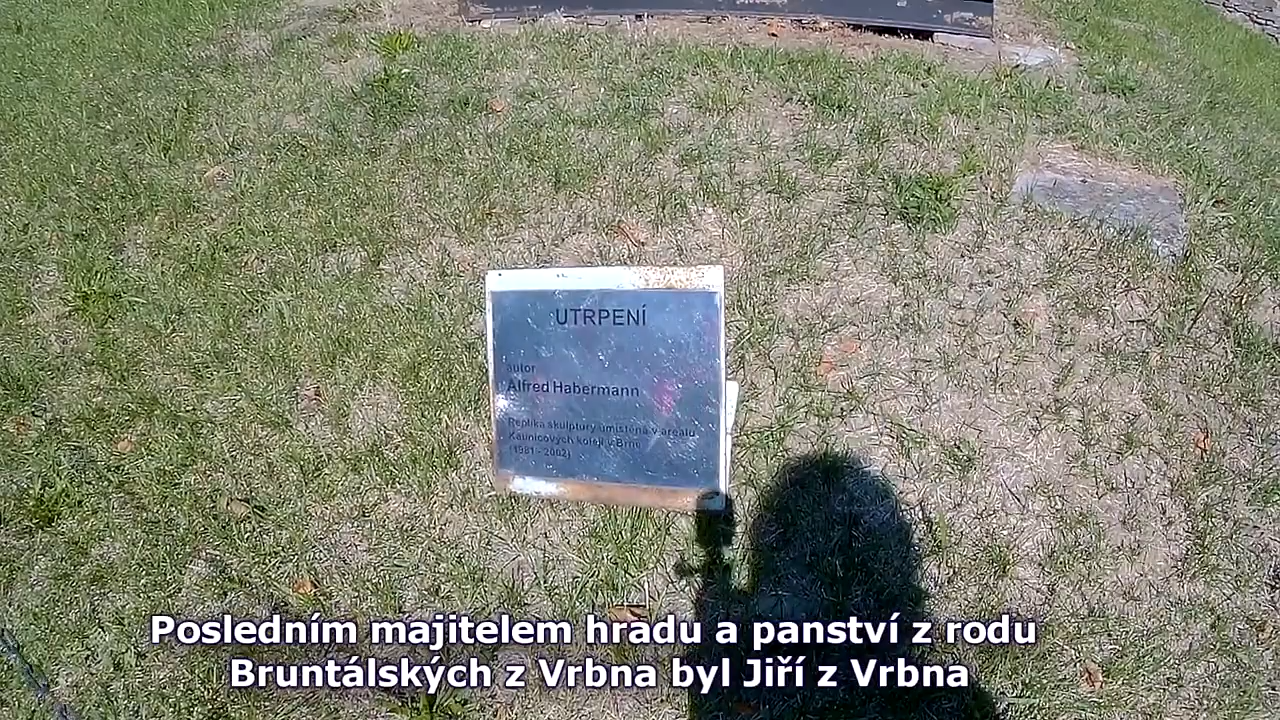 UTRPENÍ
autor
Alfred Habermann
Replika skulptury umístěna v areálu
Kaunicových kolejí v Brně
(1981 - 2002)
Posledním majitelem hradu a panství z rodu
Bruntálských z Vrbna byl Jiří z Vrbna